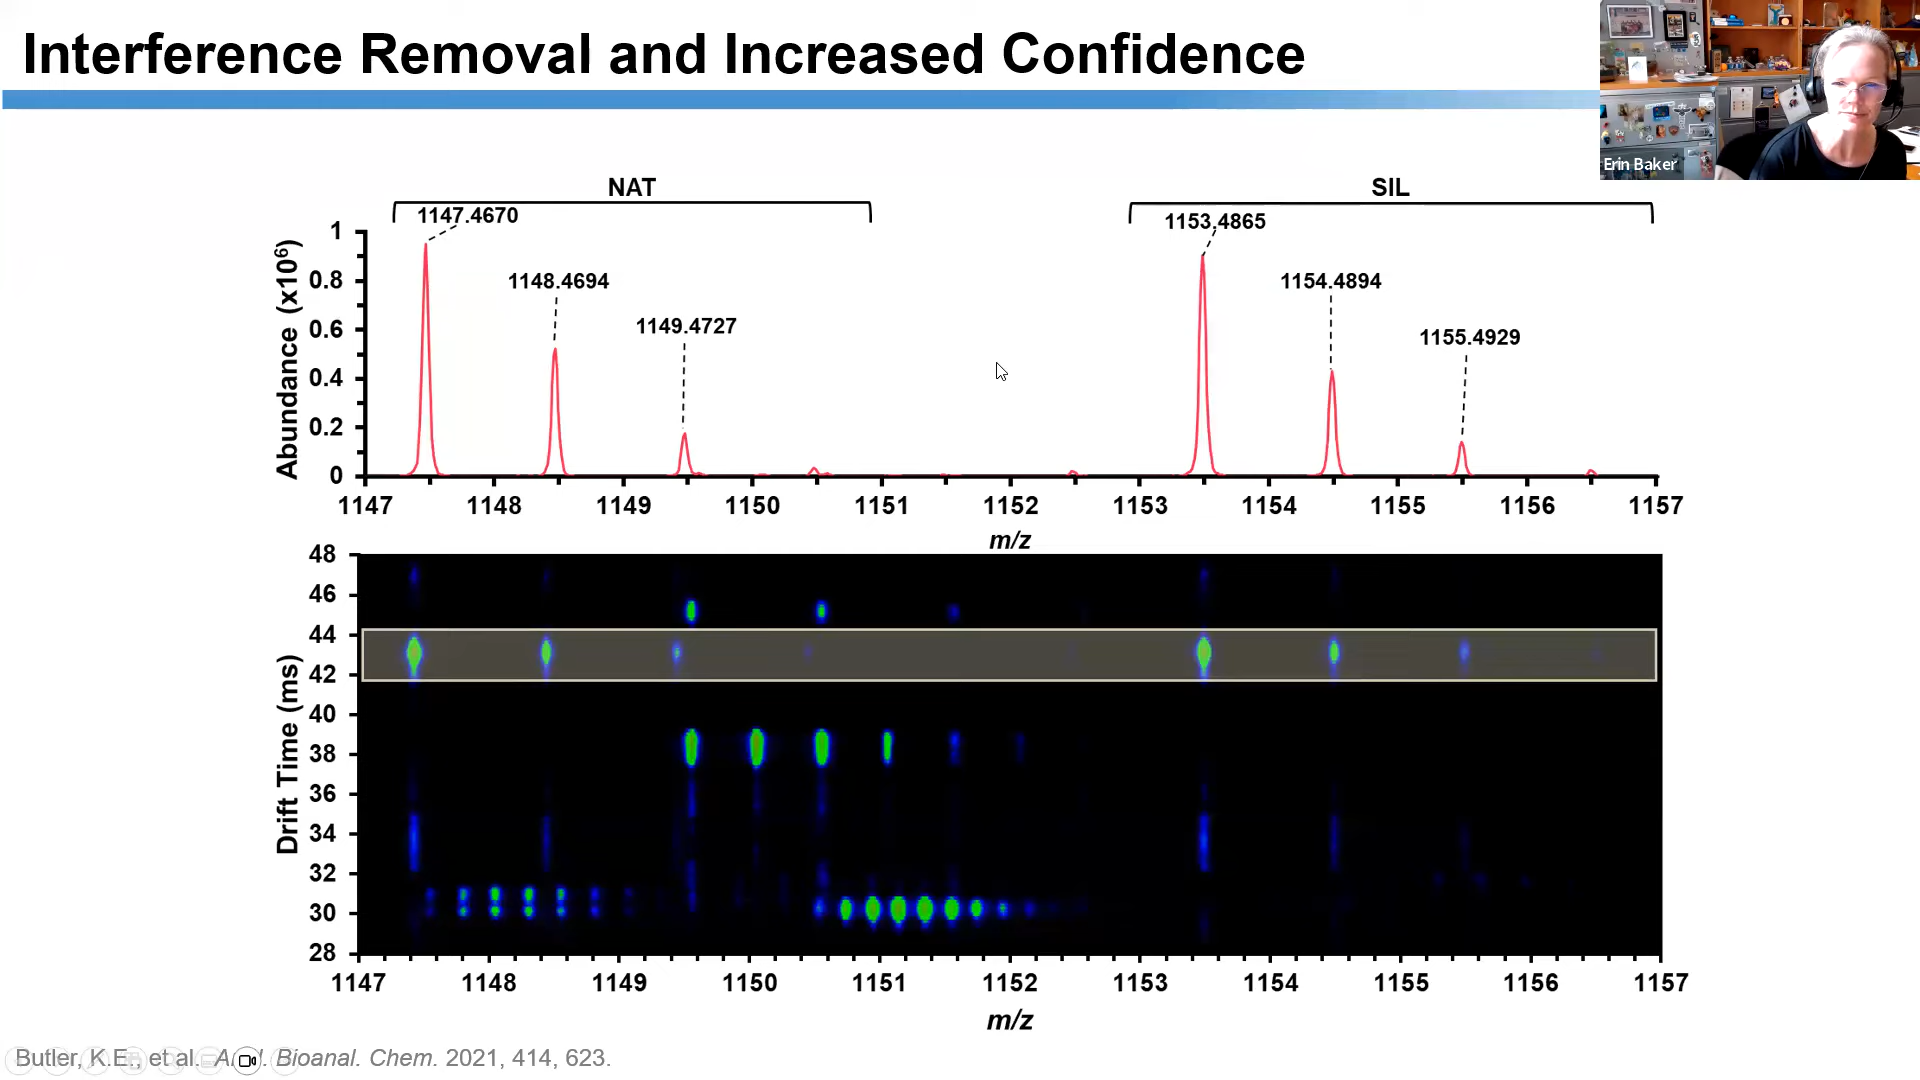 Interference Removal and Increased Confidence
Erin Baker
NAT
SIL
1147.4670
1153.4865
1148.4694
1154.4894
1149.4727
1155.4929
Abundance (x10⁶)
1
0.8
0.6
0.4
0.2
0
1147 1148 1149 1150 1151 1152 1153 1154 1155 1156 1157
m/z
Drift Time (ms)
48
46
44
42
40
38
36
34
32
30
28
1147 1148 1149 1150 1151 1152 1153 1154 1155 1156 1157
m/z
Butler, K.E., et al. Bioanal. Chem. 2021, 414, 623.